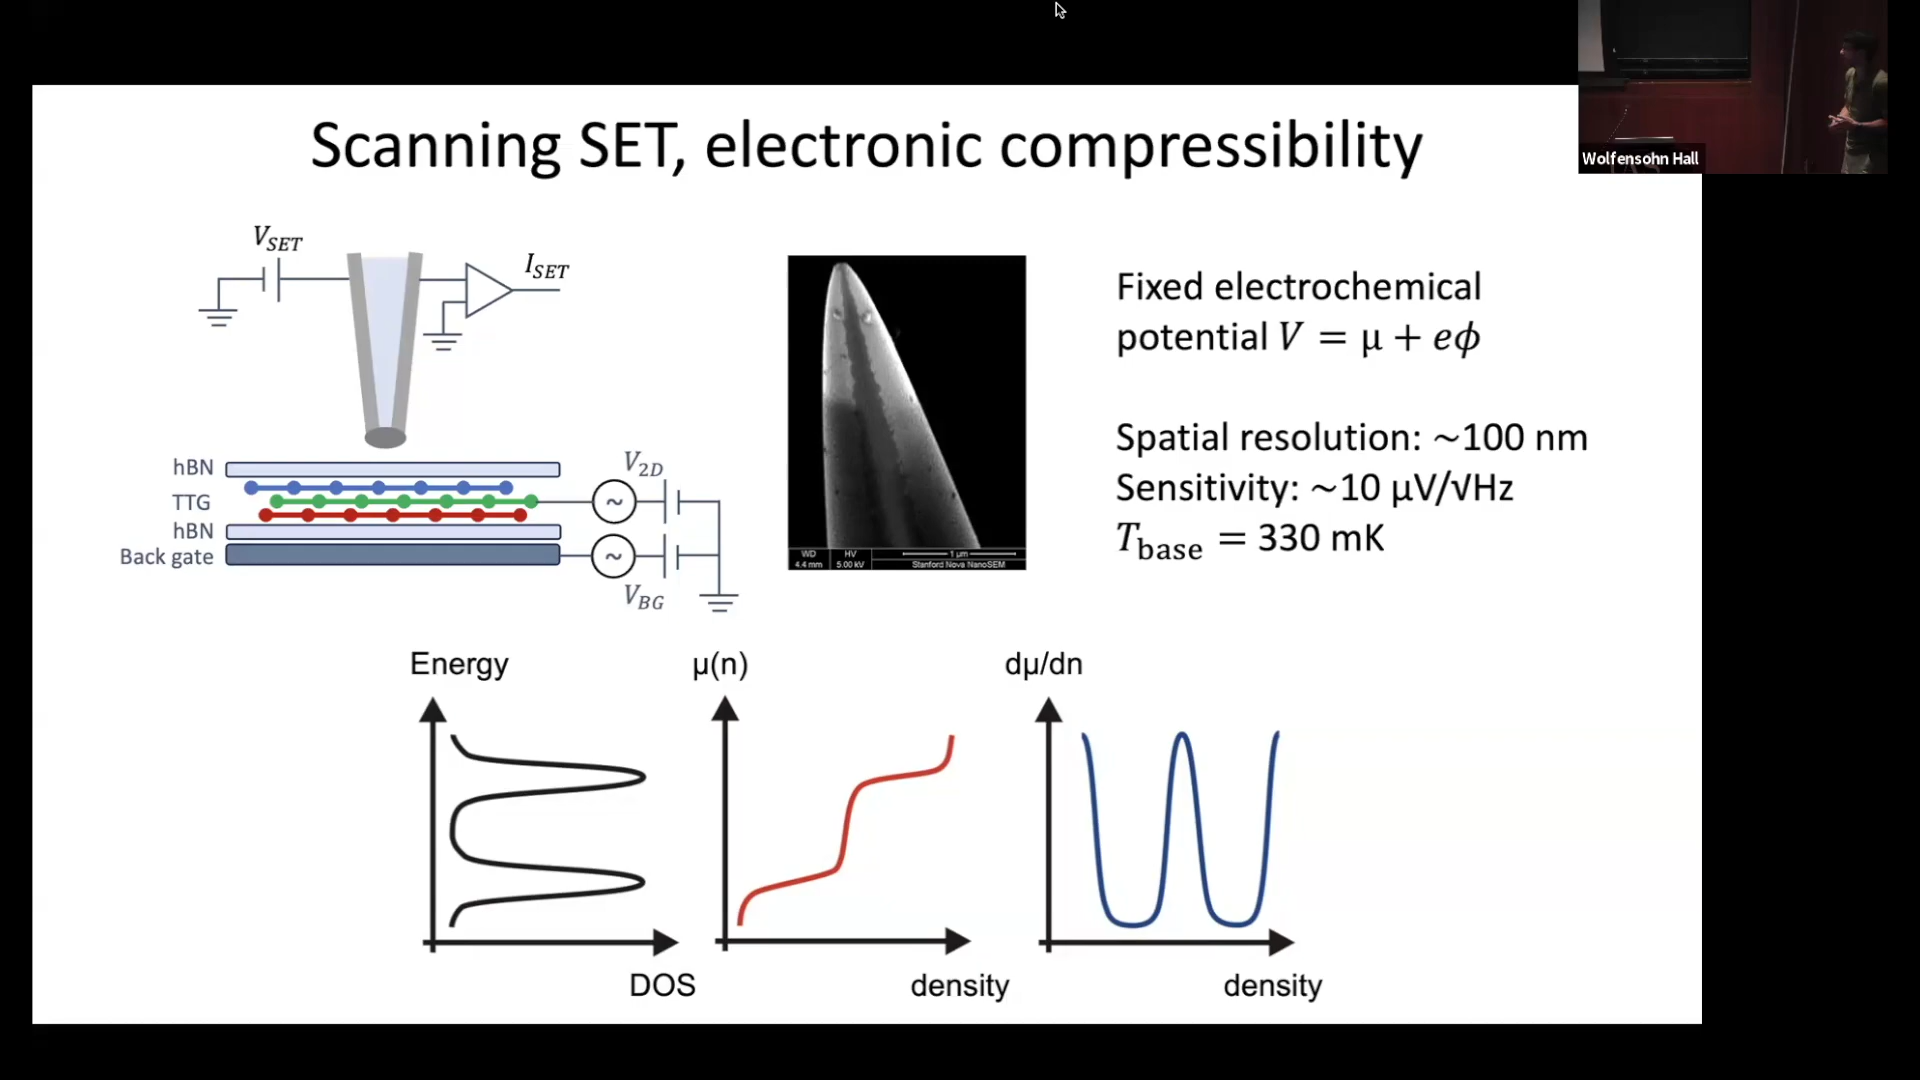 Scanning SET, electronic compressibility
Wolfensohn Hall
V_SET
I_SET
hBN
TTG
hBN
Back gate
V_2D
V_BG
~
~
WD HV 1 µm
4.4 mm 5.00 kV Stanford Nova NanoSEM
Fixed electrochemical
potential V = µ + eϕ
Spatial resolution: ~100 nm
Sensitivity: ~10 µV/√Hz
T_base = 330 mK
Energy
DOS
µ(n)
density
dµ/dn
density